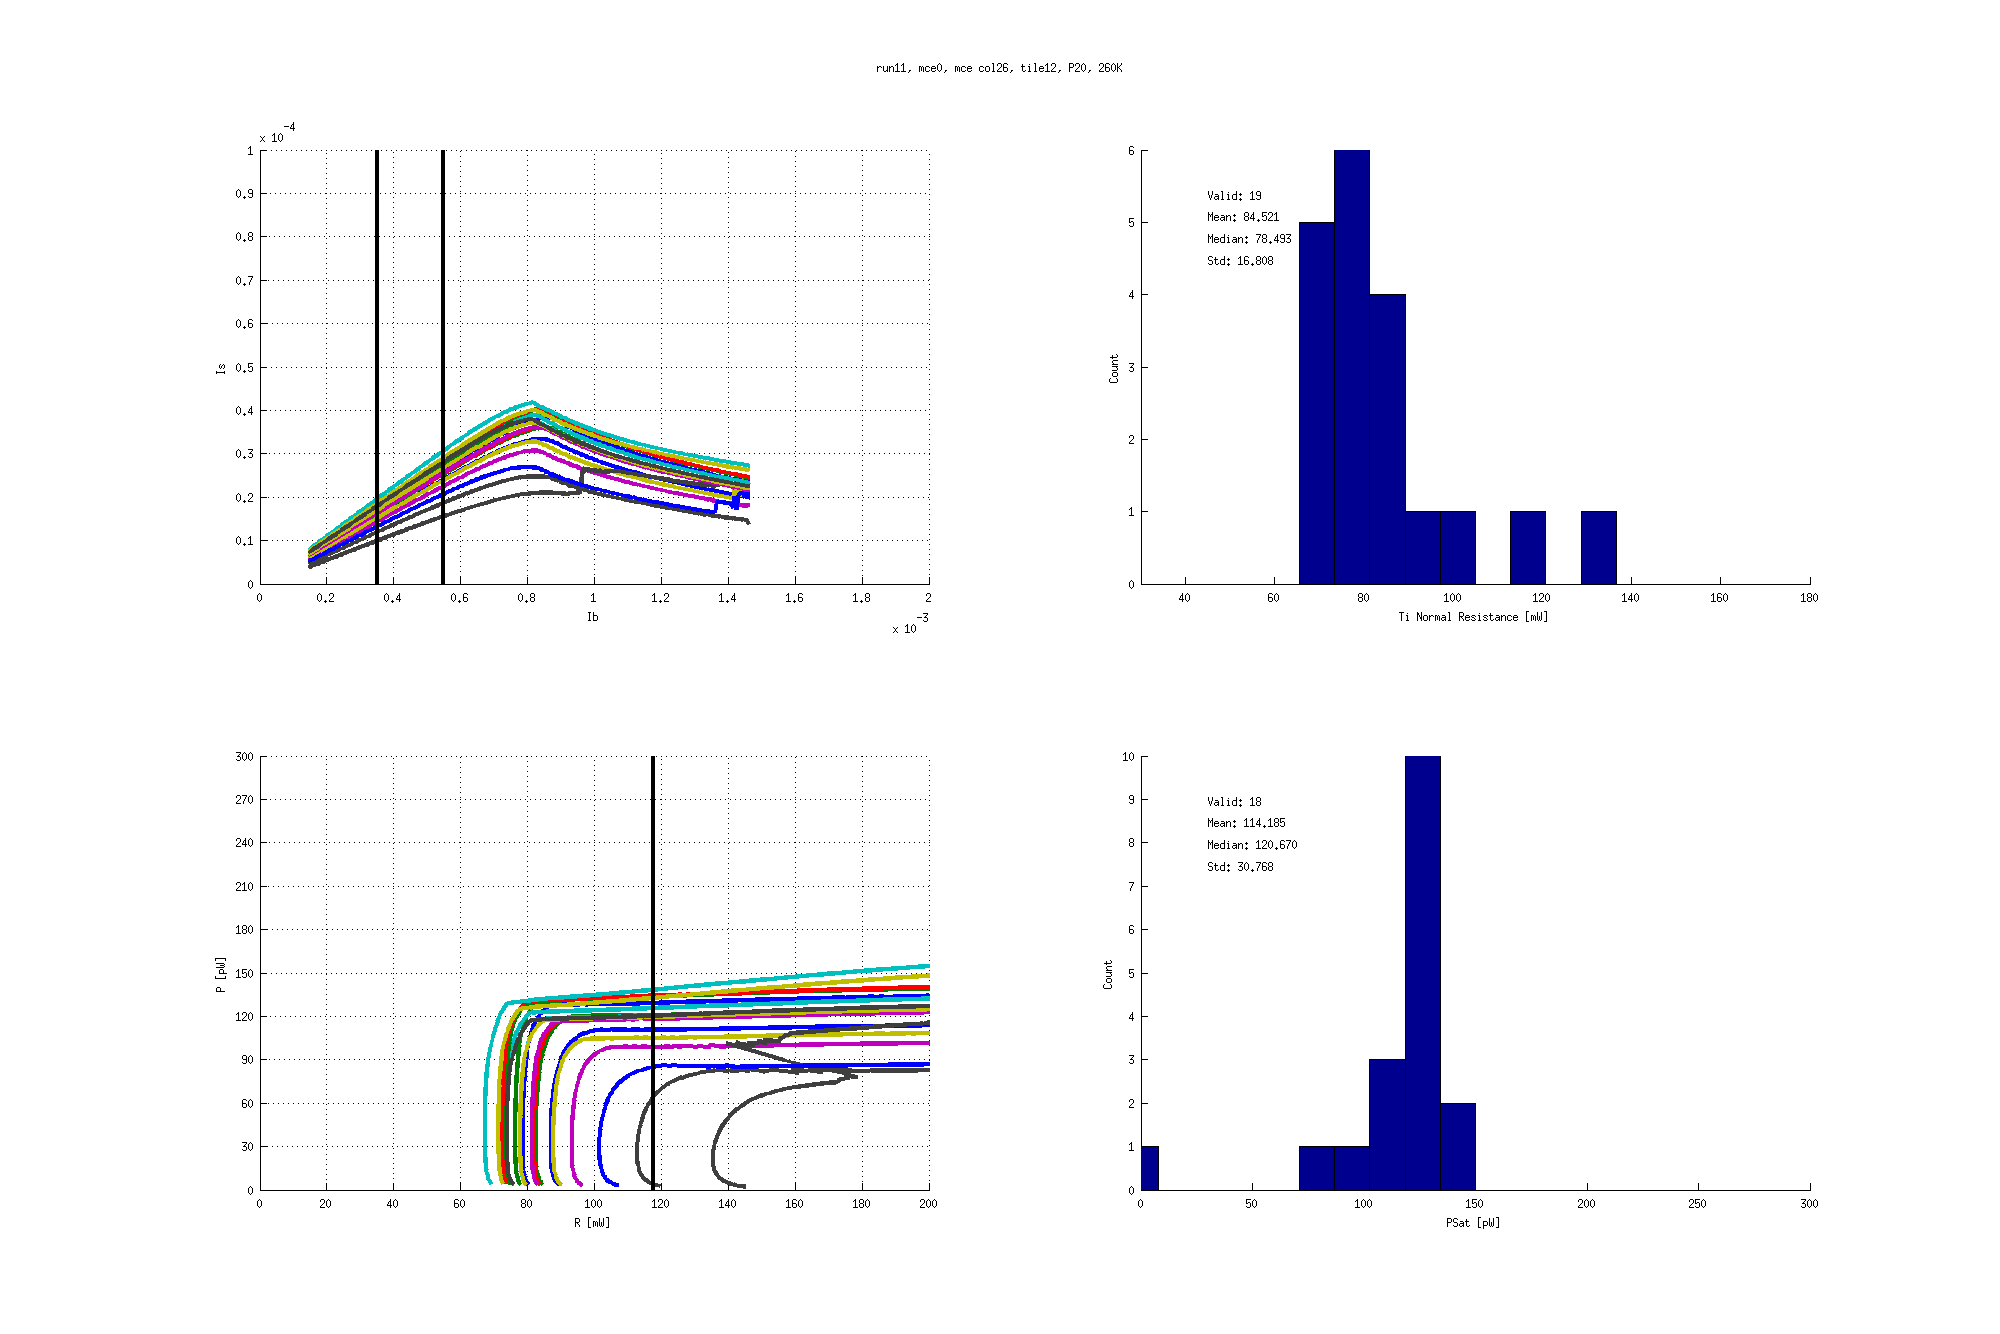 run11, mce0, mce col26, tile12, P20, 260K
x 10^-4
1
0.9
0.8
0.7
0.6
0.5
0.4
0.3
0.2
0.1
0
Is
0 0.2 0.4 0.6 0.8 1 1.2 1.4 1.6 1.8 2
Ib
x 10^-3
6
5
4
3
2
1
0
Count
Valid: 19
Mean: 84.521
Median: 78.493
Std: 16.808
40 60 80 100 120 140 160 180
Ti Normal Resistance [mW]
300
270
240
210
180
150
120
90
60
30
0
P [pW]
0 20 40 60 80 100 120 140 160 180 200
R [mW]
10
9
8
7
6
5
4
3
2
1
0
Count
Valid: 18
Mean: 114.185
Median: 120.670
Std: 30.768
0 50 100 150 200 250 300
PSat [pW]